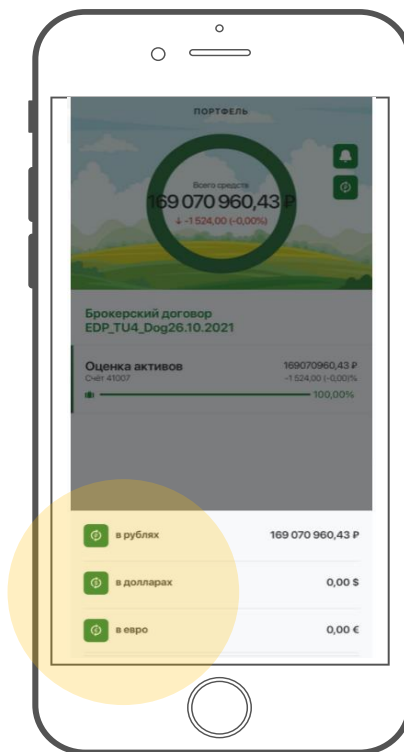 ПОРТФЕЛЬ
Всего средств
169 070 960,43 ₽
↓ -1 524,00 (-0,00%)
Брокерский договор
EDP_TU4_Dog26.10.2021
Оценка активов 169070960,43 ₽
Счёт 41007 -1 524,00 (-0,00)%
100,00%
в рублях 169 070 960,43 ₽
в долларах 0,00 $
в евро 0,00 €